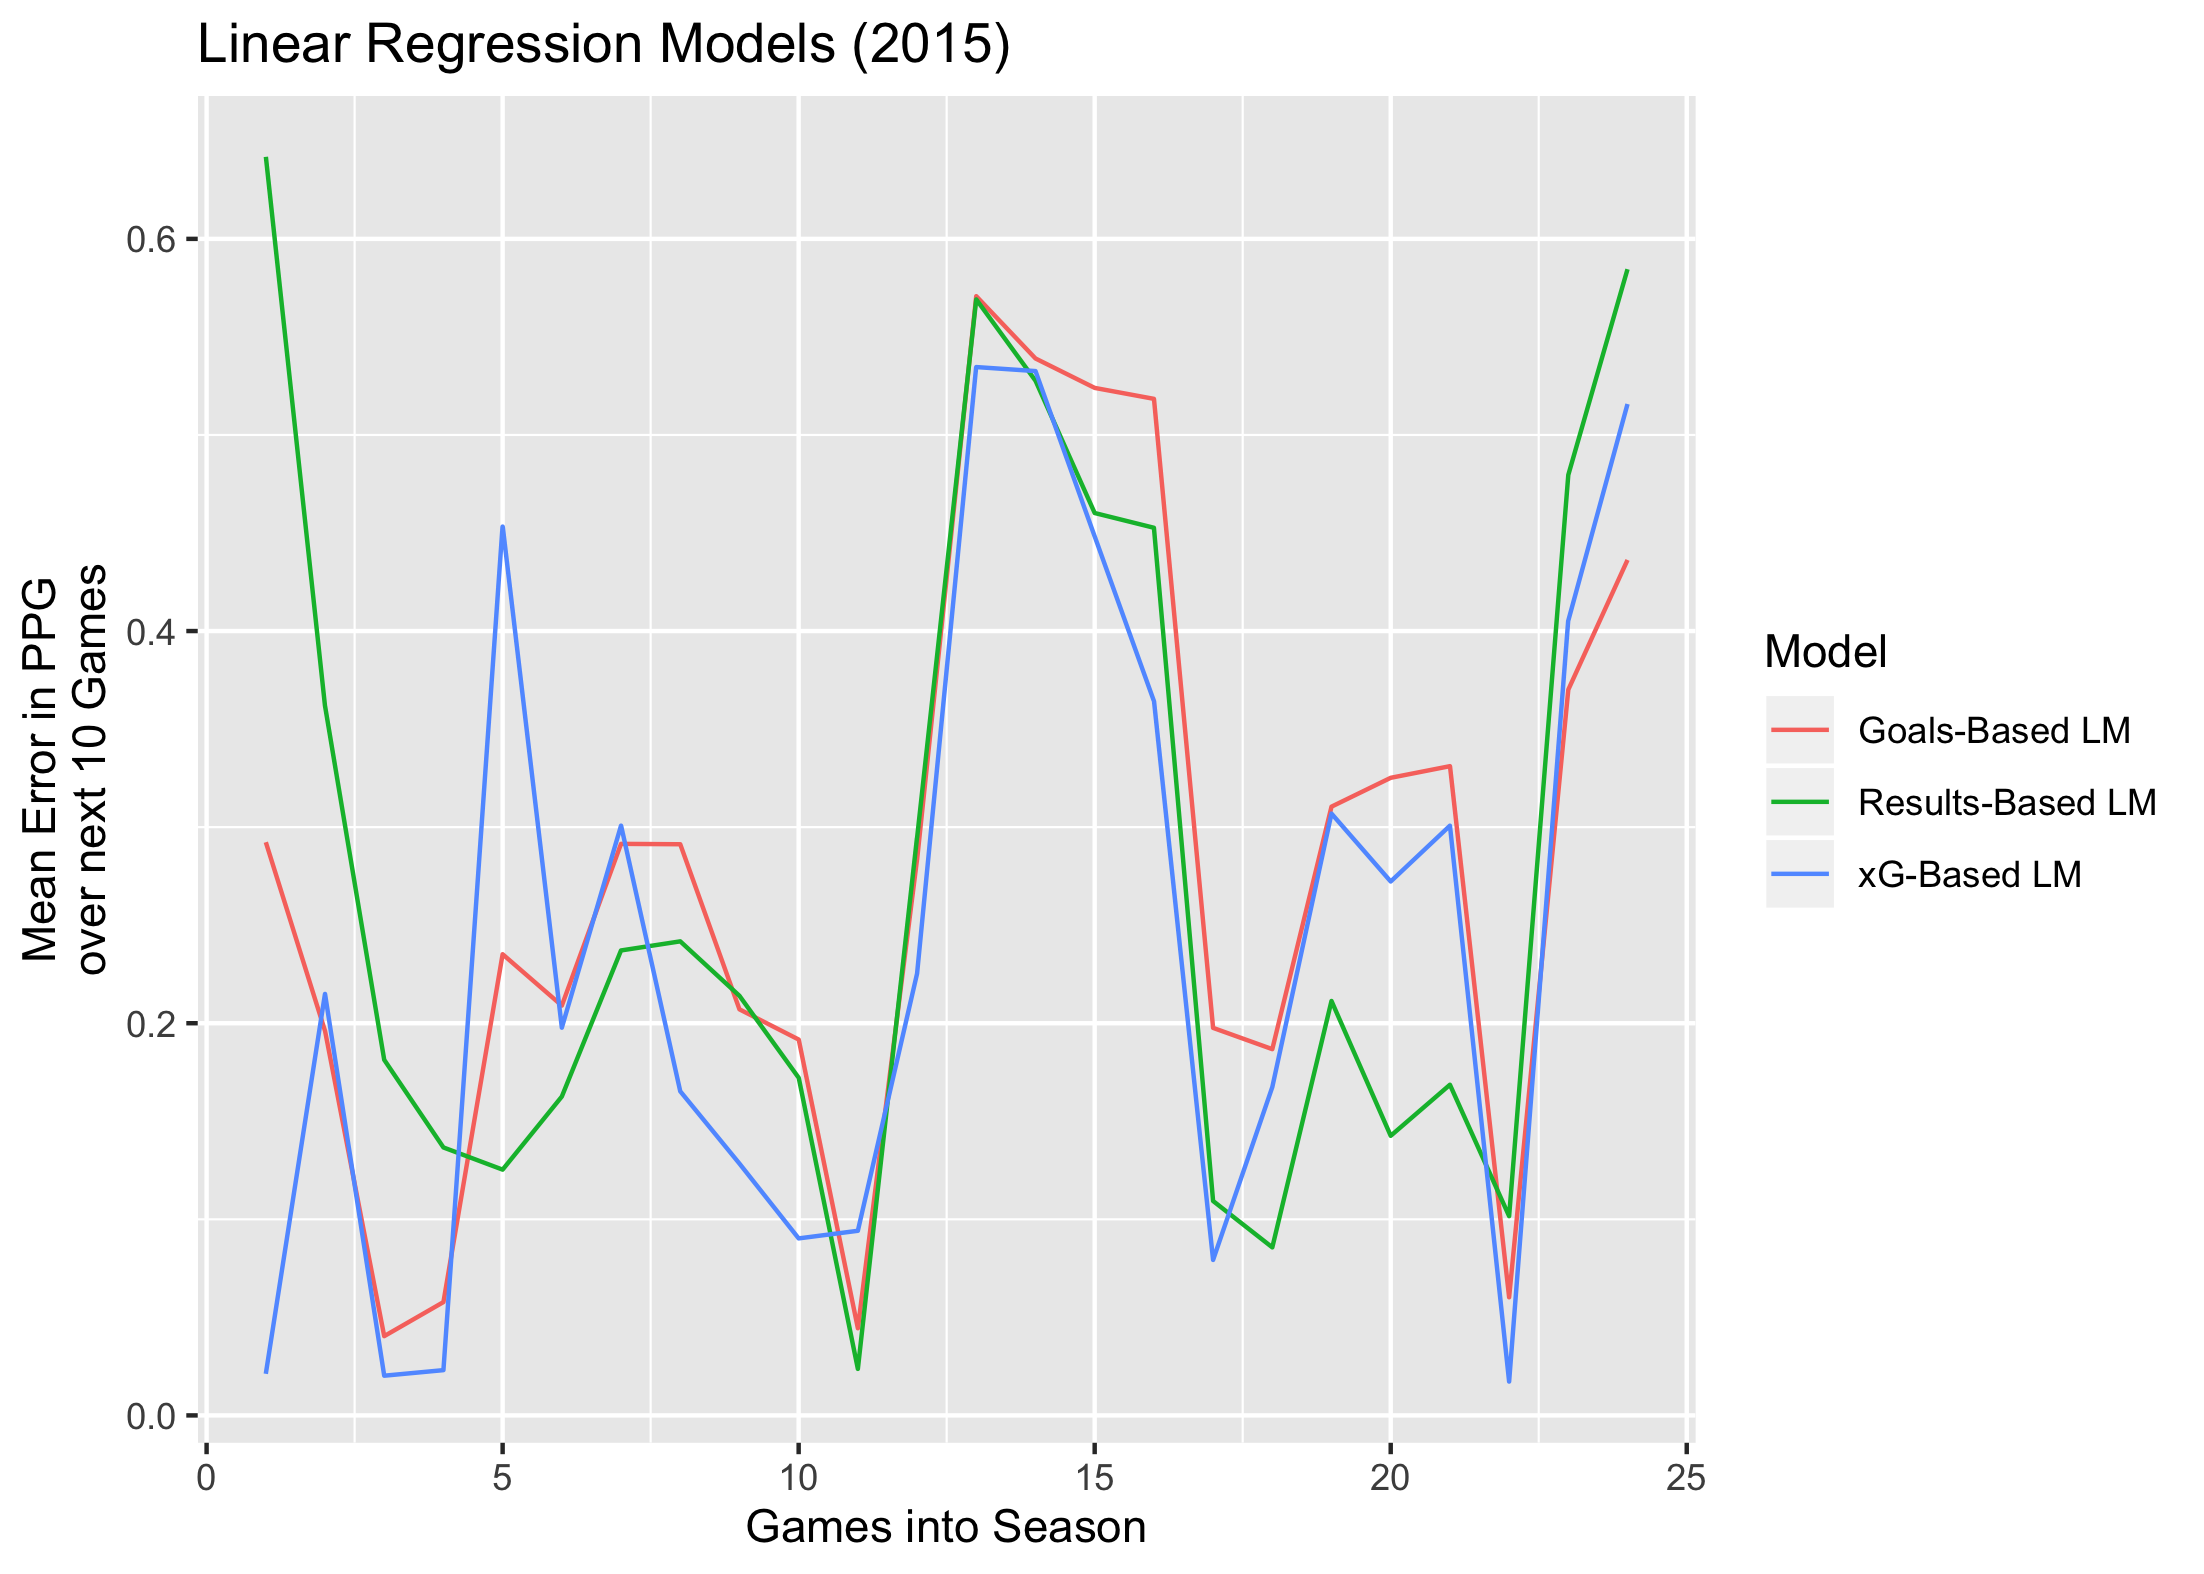 Linear Regression Models (2015)
Mean Error in PPG
over next 10 Games
0.6
0.4
0.2
0.0
0
5
10
15
20
25
Games into Season
Model
Goals-Based LM
Results-Based LM
xG-Based LM